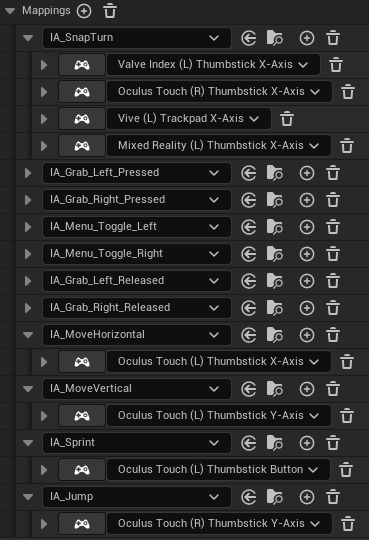 Mappings
IA_SnapTurn
Valve Index (L) Thumbstick X-Axis
Oculus Touch (R) Thumbstick X-Axis
Vive (L) Trackpad X-Axis
Mixed Reality (L) Thumbstick X-Axis
IA_Grab_Left_Pressed
IA_Grab_Right_Pressed
IA_Menu_Toggle_Left
IA_Menu_Toggle_Right
IA_Grab_Left_Released
IA_Grab_Right_Released
IA_MoveHorizontal
Oculus Touch (L) Thumbstick X-Axis
IA_MoveVertical
Oculus Touch (L) Thumbstick Y-Axis
IA_Sprint
Oculus Touch (L) Thumbstick Button
IA_Jump
Oculus Touch (R) Thumbstick Y-Axis